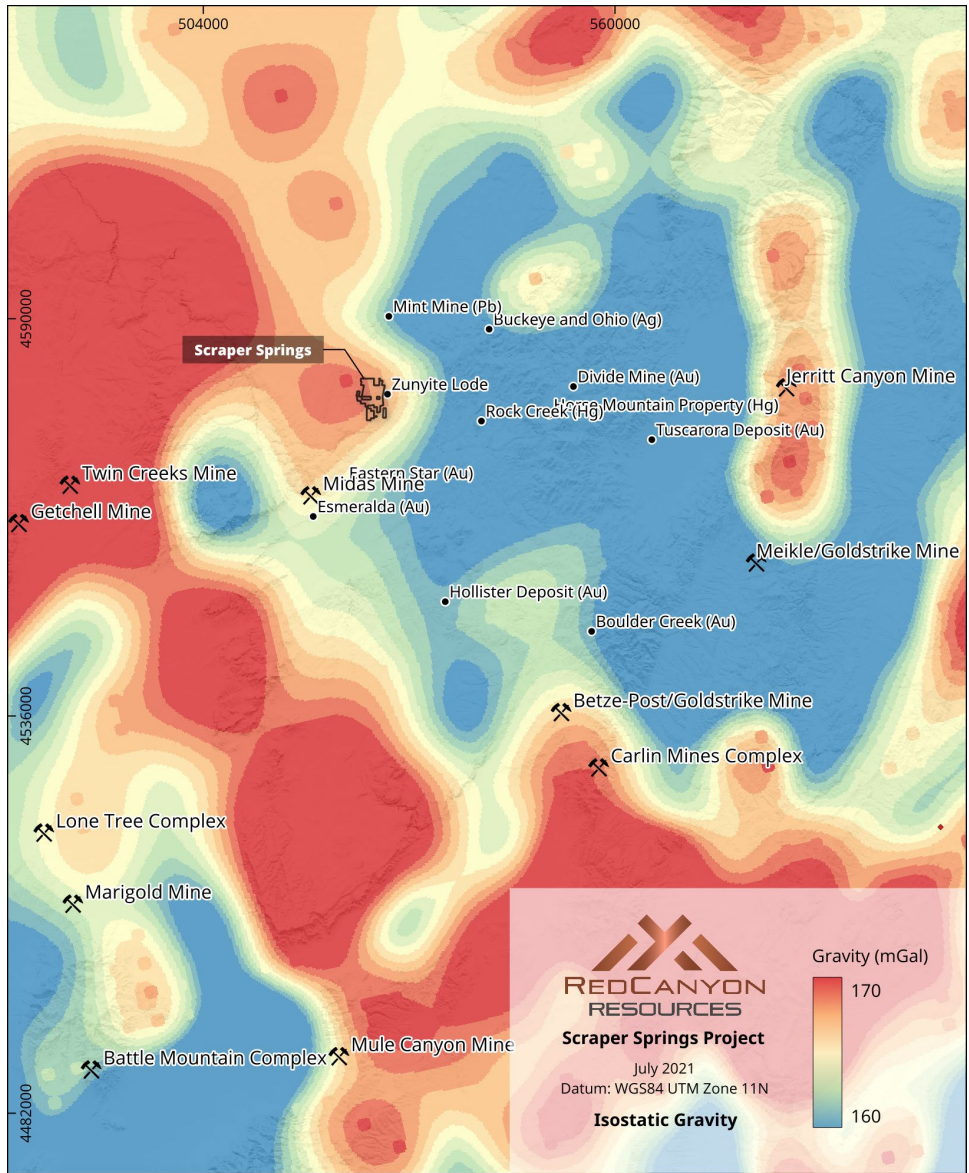 504000
560000
4590000
4536000
4482000
Mint Mine (Pb)
Buckeye and Ohio (Ag)
Scraper Springs
Zunyite Lode
Divide Mine (Au)
Jerritt Canyon Mine
Mountain Property (Hg)
Rock Creek (Hg)
Tuscarora Deposit (Au)
Twin Creeks Mine
Eastern Star (Au)
Midas Mine
Getchell Mine
Esmeralda (Au)
Meikle/Goldstrike Mine
Hollister Deposit (Au)
Boulder Creek (Au)
Betze-Post/Goldstrike Mine
Carlin Mines Complex
Lone Tree Complex
Marigold Mine
Battle Mountain Complex
Mule Canyon Mine
REDCANYON
RESOURCES
Scraper Springs Project
July 2021
Datum: WGS84 UTM Zone 11N
Isostatic Gravity
Gravity (mGal)
170
160